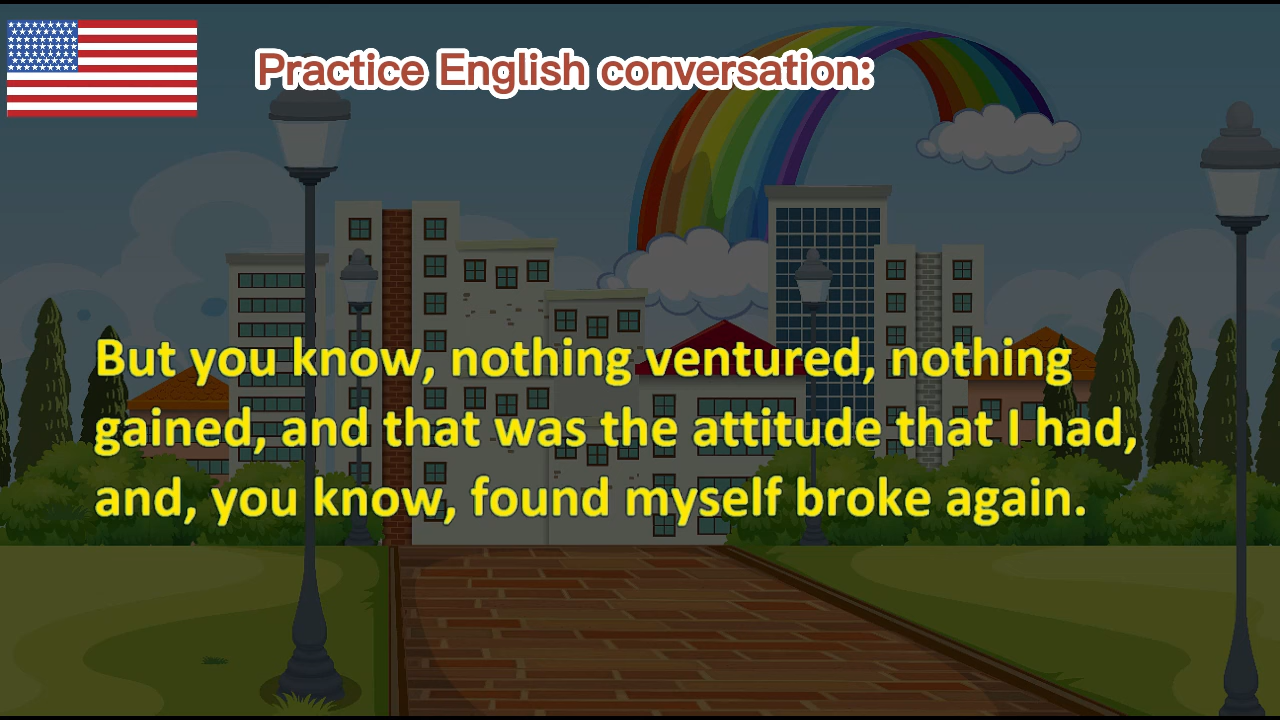 Practice English conversation:
But you know, nothing ventured, nothing
gained, and that was the attitude that I had,
and, you know, found myself broke again.